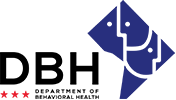 DBH
DEPARTMENT OF
BEHAVIORAL HEALTH